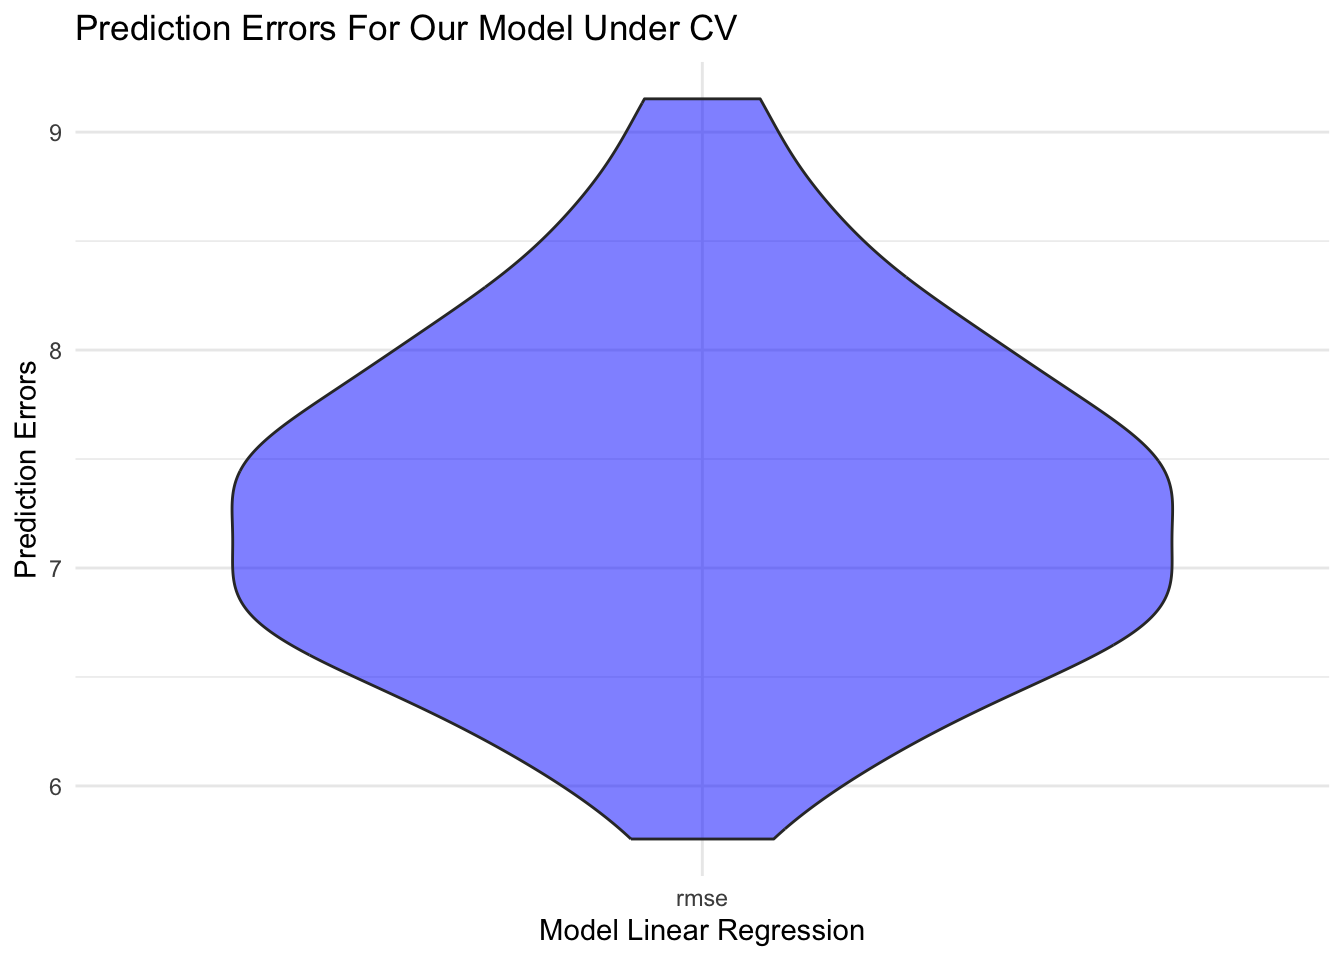 Prediction Errors For Our Model Under CV
Prediction Errors
9
8
7
6
rmse
Model Linear Regression